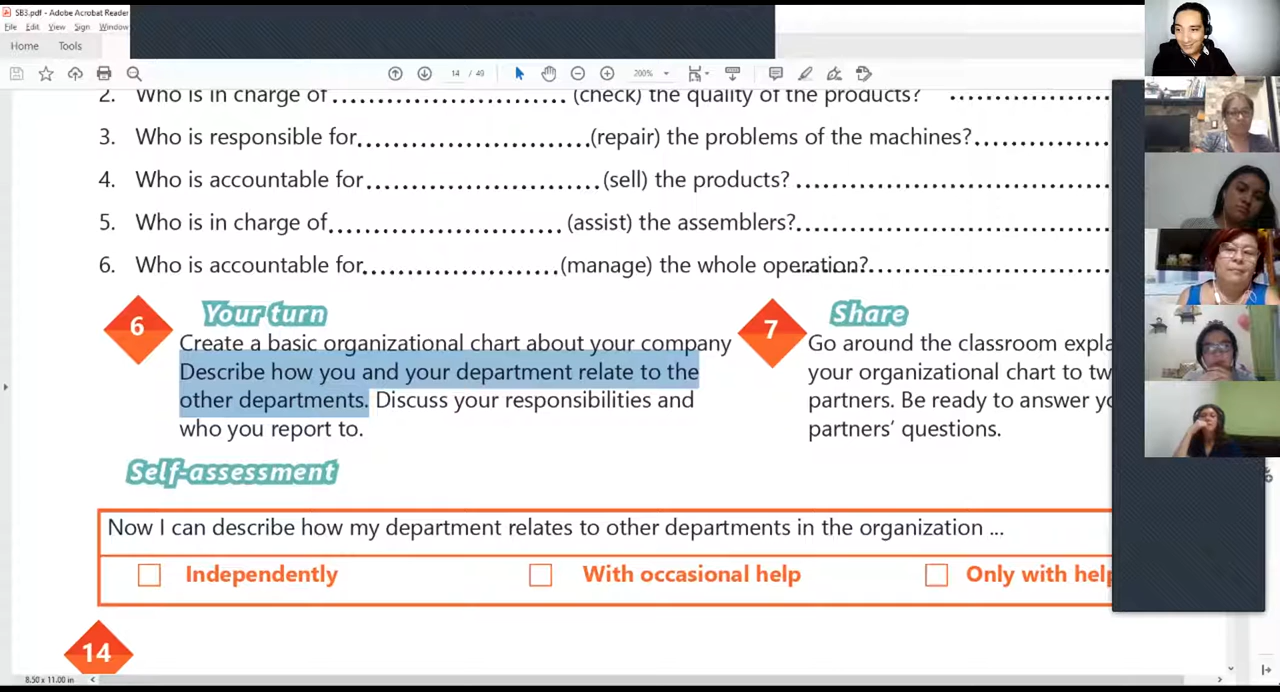 SB3.pdf - Adobe Acrobat Reader
File Edit View Sign Window
Home Tools
14 / 49 200%
2. Who is in charge of.............................. (check) the quality of the products? ....................
3. Who is responsible for..............................(repair) the problems of the machines?....................
4. Who is accountable for.............................. (sell) the products? ........................................
5. Who is in charge of.............................. (assist) the assemblers?........................................
6. Who is accountable for..........................(manage) the whole operation?..............................
6 Your turn
Create a basic organizational chart about your company
Describe how you and your department relate to the
other departments. Discuss your responsibilities and
who you report to.
7 Share
Go around the classroom expla
your organizational chart to tw
partners. Be ready to answer yo
partners’ questions.
Self-assessment
Now I can describe how my department relates to other departments in the organization ...
Independently With occasional help Only with help
14
8.50 x 11.00 in